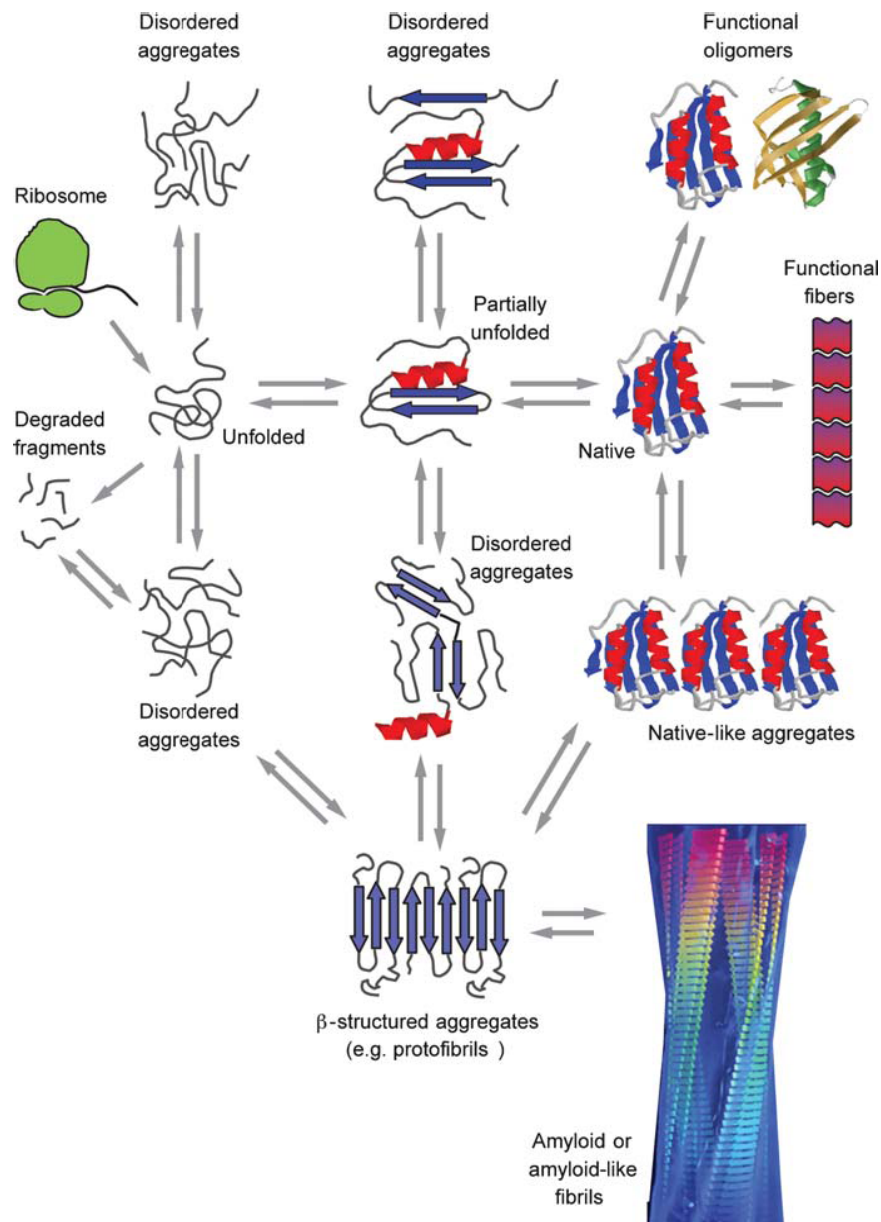 Disordered
aggregates
Disordered
aggregates
Functional
oligomers
Ribosome
Functional
fibers
Partially
unfolded
Degraded
fragments
Unfolded
Native
Disordered
aggregates
Disordered
aggregates
Native-like aggregates
β-structured aggregates
(e.g. protofibrils )
Amyloid or
amyloid-like
fibrils